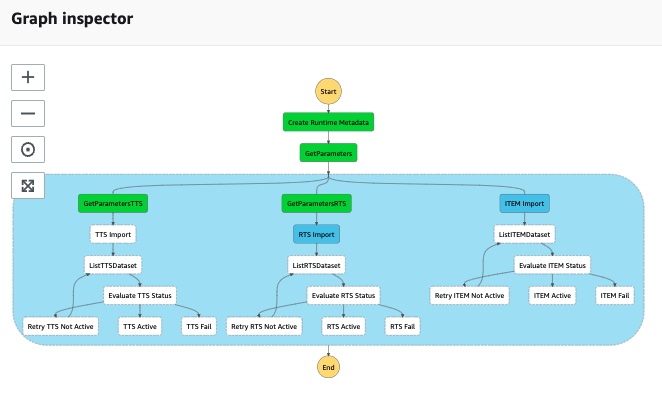 Graph inspector
Start
Create Runtime Metadata
GetParameters
GetParametersTTS
GetParametersRTS
ITEM Import
TTS Import
RTS Import
ListITEMDataset
ListTTSDataset
ListRTSDataset
Evaluate ITEM Status
Evaluate TTS Status
Evaluate RTS Status
Retry ITEM Not Active
ITEM Active
ITEM Fail
Retry TTS Not Active
TTS Active
TTS Fail
Retry RTS Not Active
RTS Active
RTS Fail
End